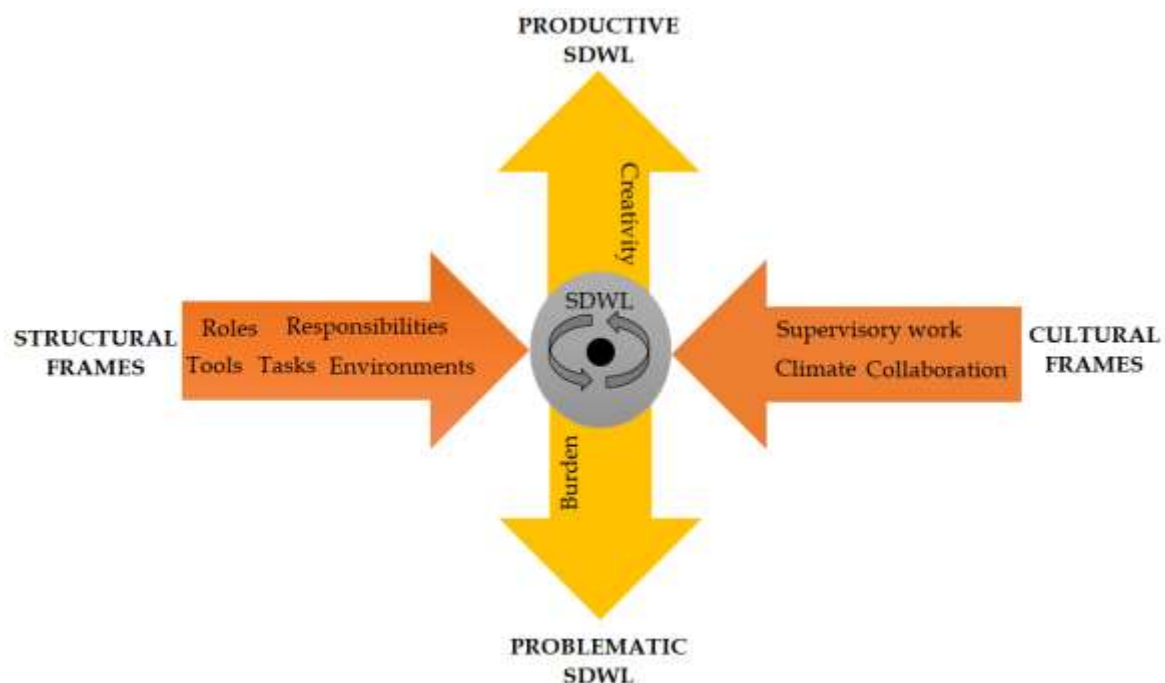 PRODUCTIVE
SDWL
Creativity
SDWL
STRUCTURAL
FRAMES
Roles Responsibilities
Tools Tasks Environments
Supervisory work
Climate Collaboration
CULTURAL
FRAMES
Burden
PROBLEMATIC
SDWL